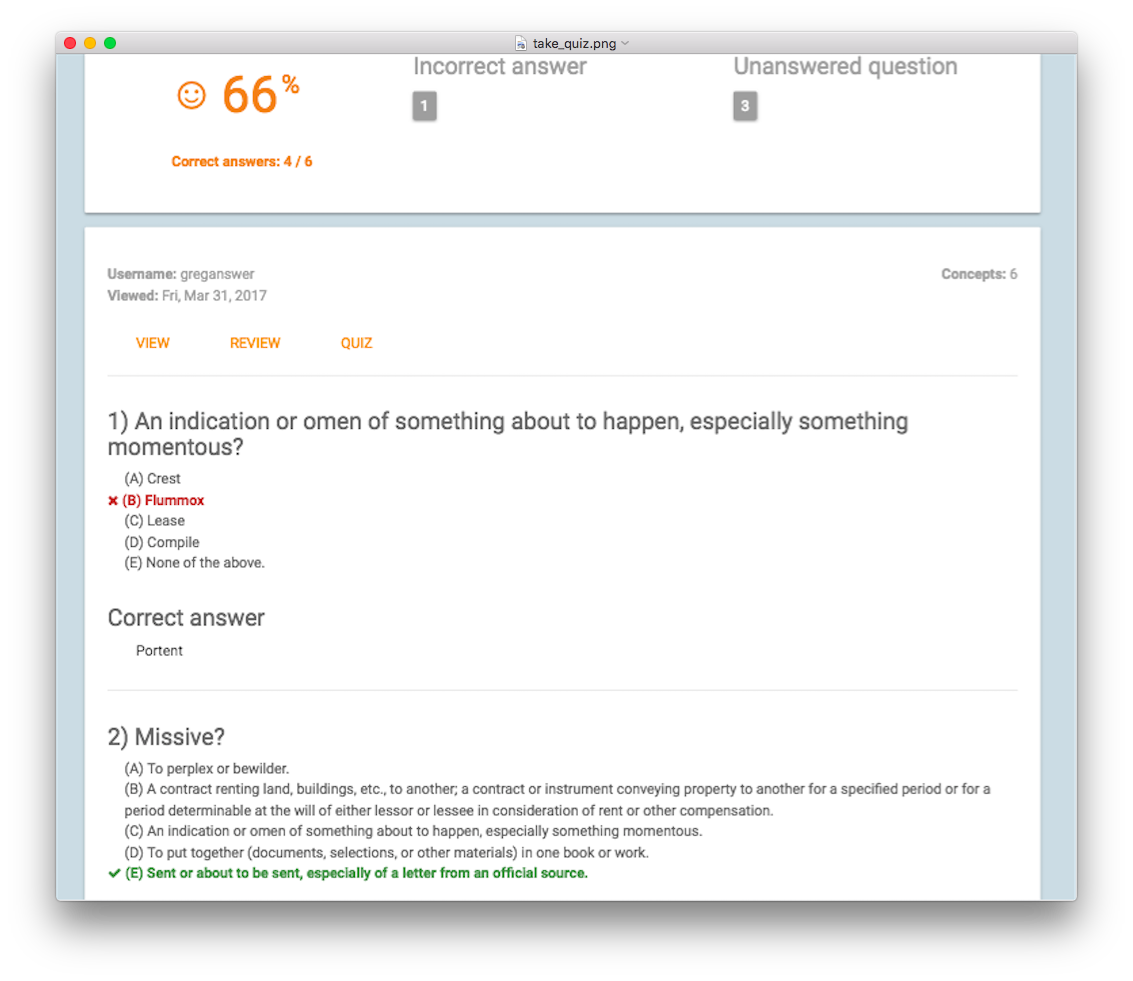 take_quiz.png
66%
Incorrect answer
Unanswered question
1
3
Correct answers: 4 / 6
Username: greganswer
Concepts: 6
Viewed: Fri, Mar 31, 2017
VIEW
REVIEW
QUIZ
1) An indication or omen of something about to happen, especially something
momentous?
(A) Crest
(B) Flummox
(C) Lease
(D) Compile
(E) None of the above.
Correct answer
Portent
2) Missive?
(A) To perplex or bewilder.
(B) A contract renting land, buildings, etc., to another; a contract or instrument conveying property to another for a specified period or for a
period determinable at the will of either lessor or lessee in consideration of rent or other compensation.
(C) An indication or omen of something about to happen, especially something momentous.
(D) To put together (documents, selections, or other materials) in one book or work.
(E) Sent or about to be sent, especially of a letter from an official source.